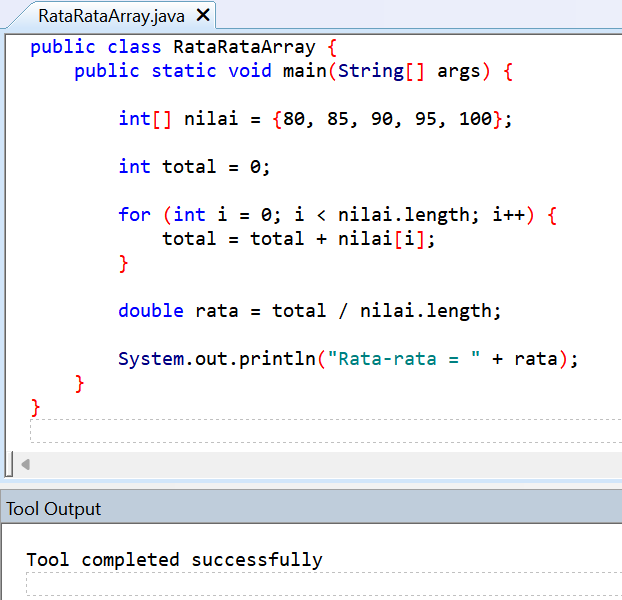 RataRataArray.java
public class RataRataArray {
public static void main(String[] args) {
int[] nilai = {80, 85, 90, 95, 100};
int total = 0;
for (int i = 0; i < nilai.length; i++) {
total = total + nilai[i];
}
double rata = total / nilai.length;
System.out.println("Rata-rata = " + rata);
}
}
Tool Output
Tool completed successfully